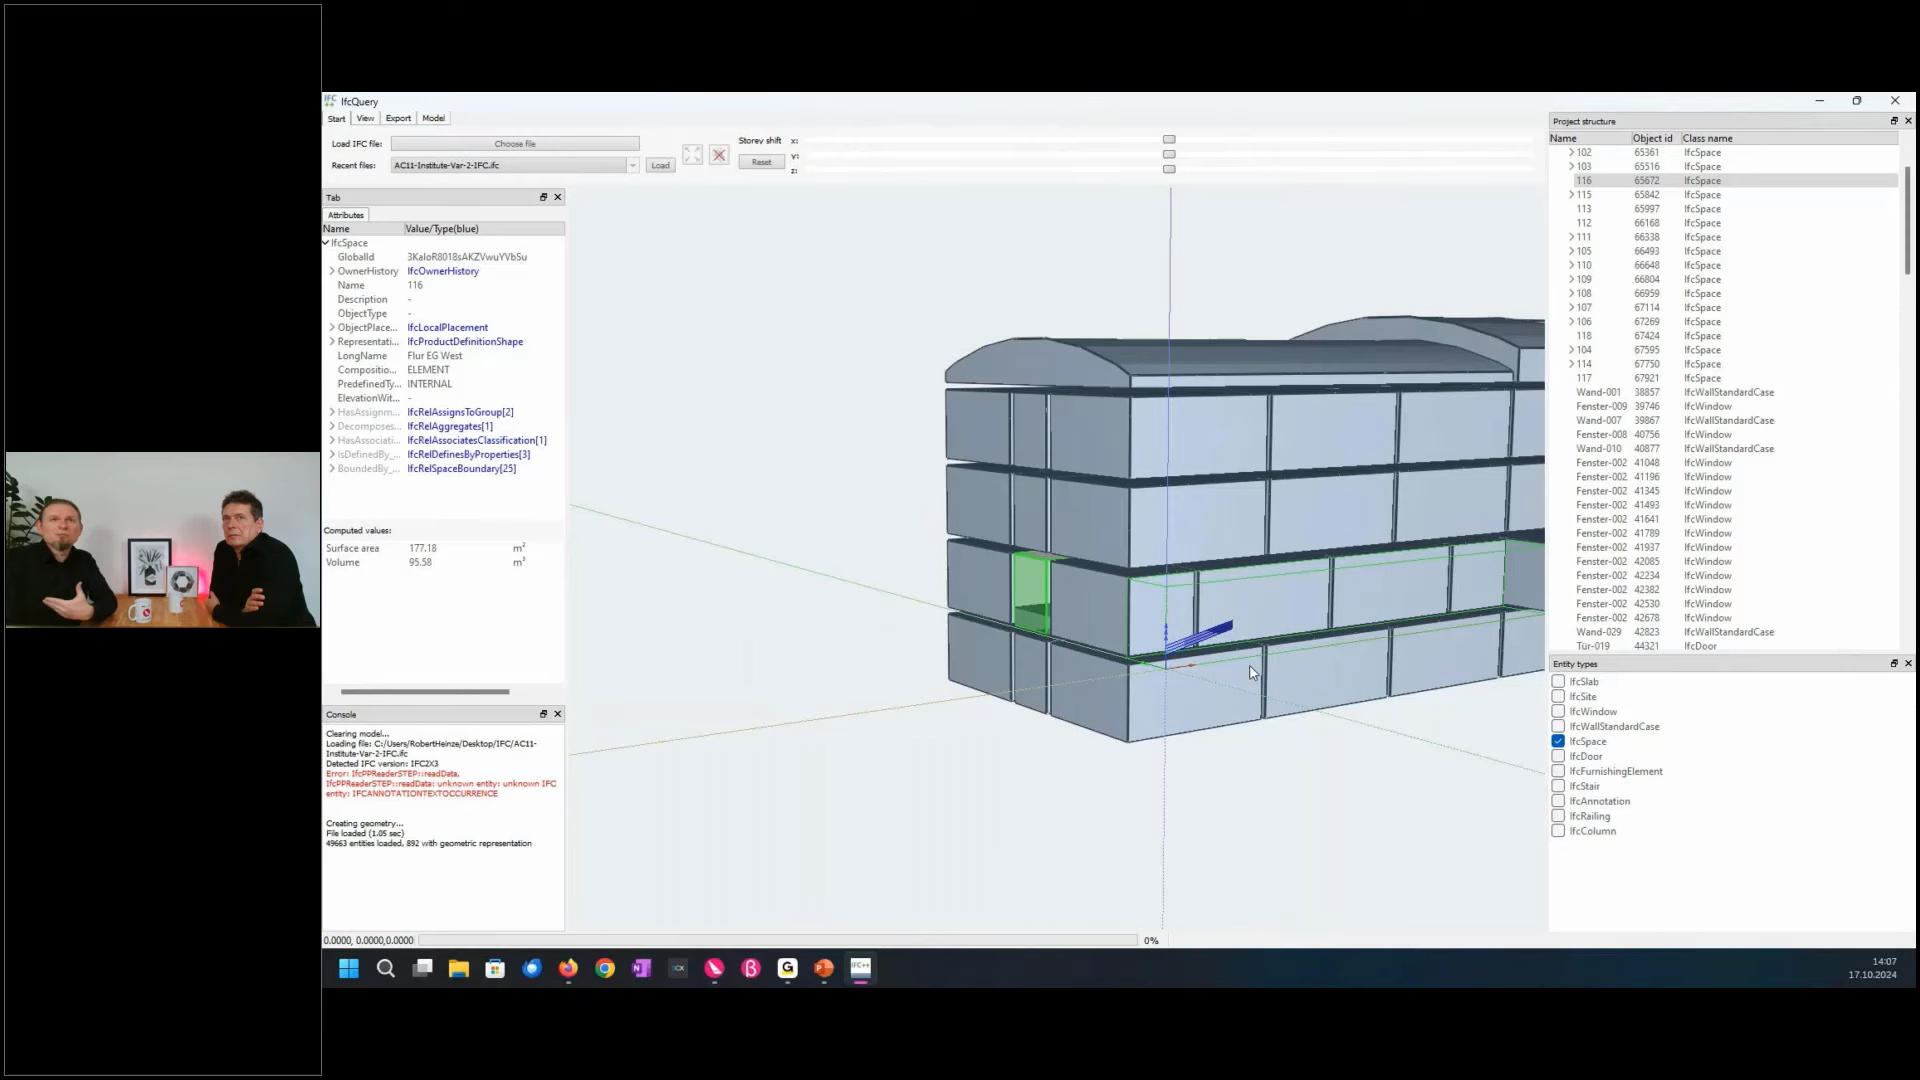 IfcQuery
Start View Export Model
Load IFC file: Choose file
Recent files: AC11-Institute-Var-2-IFC.ifc Load
Storey shift x:
Reset y:
z:
Tab
Attributes
Name Value/Type(blue)
IfcSpace
GlobalId 3KaIoR8018sAKZVwuYVbSu
OwnerHistory IfcOwnerHistory
Name 116
Description -
ObjectType -
ObjectPlace... IfcLocalPlacement
Representati... IfcProductDefinitionShape
LongName Flur EG West
Compositio... ELEMENT
PredefinedTy... INTERNAL
ElevationWit... -
HasAssignm... IfcRelAssignsToGroup[2]
Decomposes... IfcRelAggregates[1]
HasAssociati... IfcRelAssociatesClassification[1]
IsDefinedBy_... IfcRelDefinesByProperties[3]
BoundedBy_... IfcRelSpaceBoundary[25]
Computed values:
Surface area 177.18 m²
Volume 95.58 m³
Console
Clearing model...
Loading file: C:/Users/RobertHeinze/Desktop/IFC/AC11-
Institute-Var-2-IFC.ifc
Detected IFC version: IFC2X3
Error: IfcPPReaderSTEP::readData,
IfcPPReaderSTEP::readData: unknown entity: unknown IFC
entity: IFCANNOTATIONTEXTOCCURRENCE
Creating geometry...
File loaded (1.05 sec)
49663 entities loaded, 892 with geometric representation
0.0000, 0.0000,0.0000 0%
Project structure
Name Object id Class name
102 65361 IfcSpace
103 65516 IfcSpace
116 65672 IfcSpace
115 65842 IfcSpace
113 65997 IfcSpace
112 66168 IfcSpace
111 66338 IfcSpace
105 66493 IfcSpace
110 66648 IfcSpace
109 66804 IfcSpace
108 66959 IfcSpace
107 67114 IfcSpace
106 67269 IfcSpace
118 67424 IfcSpace
104 67595 IfcSpace
114 67750 IfcSpace
117 67921 IfcSpace
Wand-001 38857 IfcWallStandardCase
Fenster-009 39746 IfcWindow
Wand-007 39867 IfcWallStandardCase
Fenster-008 40756 IfcWindow
Wand-010 40877 IfcWallStandardCase
Fenster-002 41048 IfcWindow
Fenster-002 41196 IfcWindow
Fenster-002 41345 IfcWindow
Fenster-002 41493 IfcWindow
Fenster-002 41641 IfcWindow
Fenster-002 41789 IfcWindow
Fenster-002 41937 IfcWindow
Fenster-002 42085 IfcWindow
Fenster-002 42234 IfcWindow
Fenster-002 42382 IfcWindow
Fenster-002 42530 IfcWindow
Fenster-002 42678 IfcWindow
Wand-029 42823 IfcWallStandardCase
Tür-019 44321 IfcDoor
Entity types
IfcSlab
IfcSite
IfcWindow
IfcWallStandardCase
IfcSpace
IfcDoor
IfcFurnishingElement
IfcStair
IfcAnnotation
IfcRailing
IfcColumn
14:07
17.10.2024